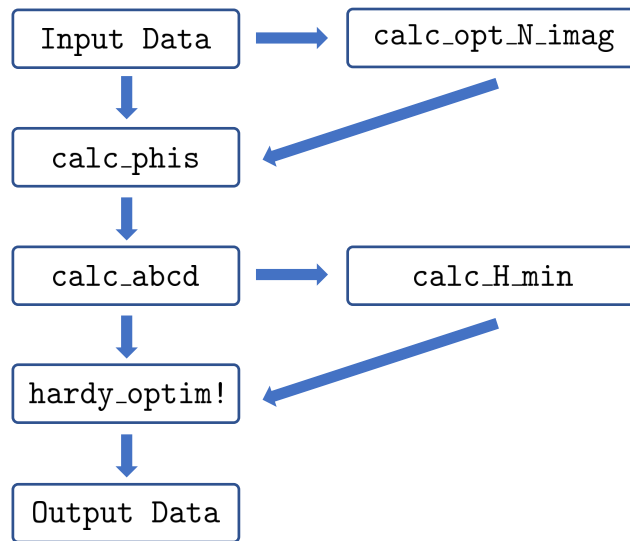 Input Data
calc_opt_N_imag
calc_phis
calc_abcd
calc_H_min
hardy_optim!
Output Data